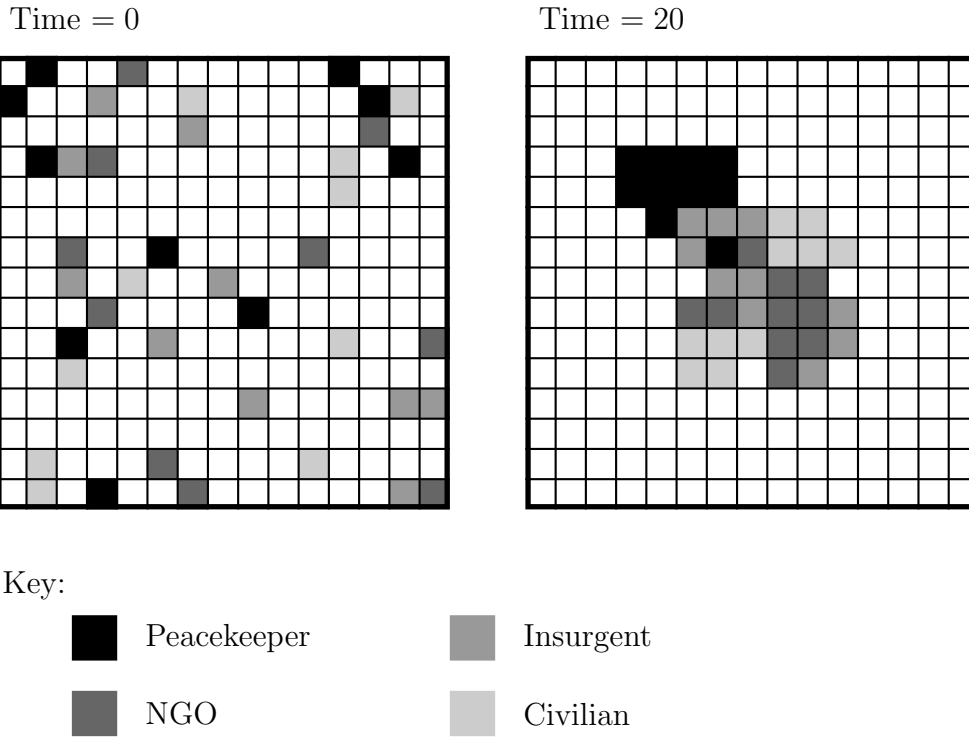 Time = 0
Time = 20
Key:
Peacekeeper
Insurgent
NGO
Civilian